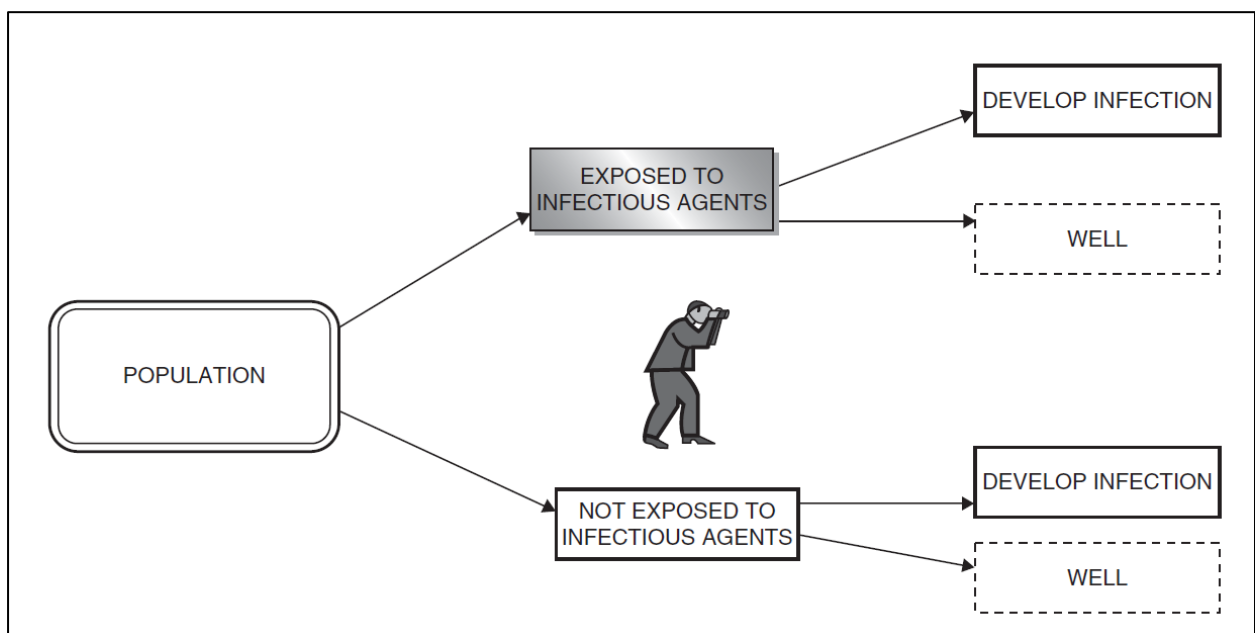 POPULATION
EXPOSED TO
INFECTIOUS AGENTS
DEVELOP INFECTION
WELL
NOT EXPOSED TO
INFECTIOUS AGENTS
DEVELOP INFECTION
WELL